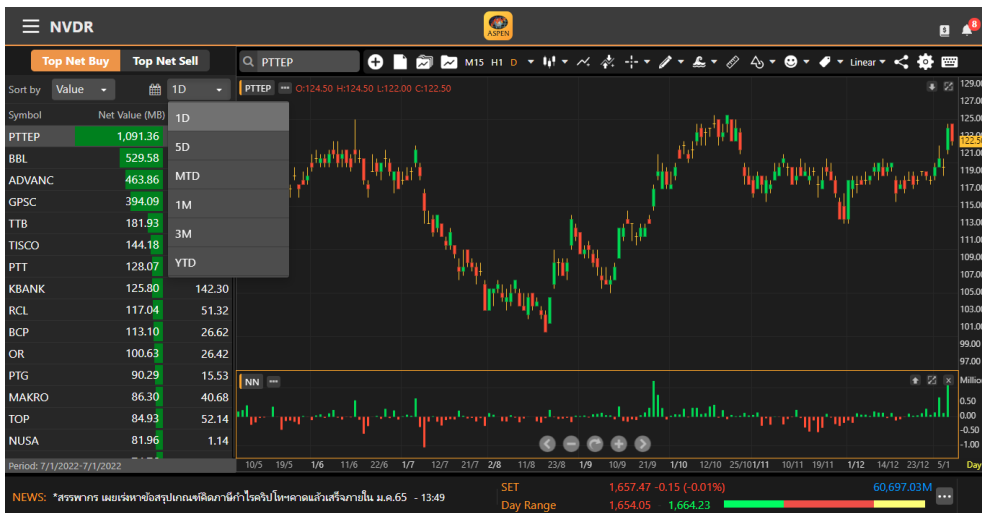 NVDR
ASPEN
8
Top Net Buy Top Net Sell
PTTEP
M15 H1 D
Linear
Sort by Value 1D
PTTEP O:124.50 H:124.50 L:122.00 C:122.50
Symbol Net Value (MB)
1D
5D
MTD
1M
3M
YTD
PTTEP 1,091.36
BBL 529.58
ADVANC 463.86
GPSC 394.09
TTB 181.93
TISCO 144.18
PTT 128.07
KBANK 125.80 142.30
RCL 117.04 51.32
BCP 113.10 26.62
OR 100.63 26.42
PTG 90.29 15.53
MAKRO 86.30 40.68
TOP 84.93 52.14
NUSA 81.96 1.14
Period: 7/1/2022-7/1/2022
129.00
127.00
125.00
122.50
121.00
119.00
117.00
115.00
113.00
111.00
109.00
107.00
105.00
103.00
101.00
99.00
97.00
NN
Million
0.50
0.00
-0.50
-1.00
10/5 19/5 1/6 11/6 22/6 1/7 12/7 21/7 2/8 11/8 23/8 1/9 10/9 21/9 1/10 12/10 25/10 1/11 10/11 19/11 1/12 14/12 23/12 5/1 Day
NEWS: *สรรพากร เผยเร่งหาข้อสรุปเกณฑ์คิดภาษีกำไรคริปโทฯคาดแล้วเสร็จภายใน ม.ค.65 - 13:49
SET 1,657.47 -0.15 (-0.01%) 60,697.03M
Day Range 1,654.05 1,664.23